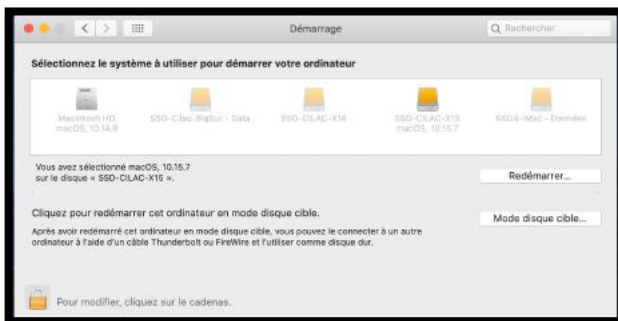 Démarrage
Rechercher
Sélectionnez le système à utiliser pour démarrer votre ordinateur
Macintosh HD
macOS, 10.14.6
SSD-Cilac-BigSur - Data
SSD-CILAC-X14
SSD-CILAC-X15
macOS, 10.15.7
SSD4-iMac - Données
Vous avez sélectionné macOS, 10.15.7
sur le disque « SSD-CILAC-X15 ».
Redémarrer...
Cliquez pour redémarrer cet ordinateur en mode disque cible.
Après avoir redémarré cet ordinateur en mode disque cible, vous pouvez le connecter à un autre
ordinateur à l'aide d'un câble Thunderbolt ou FireWire et l'utiliser comme disque dur.
Mode disque cible...
Pour modifier, cliquez sur le cadenas.